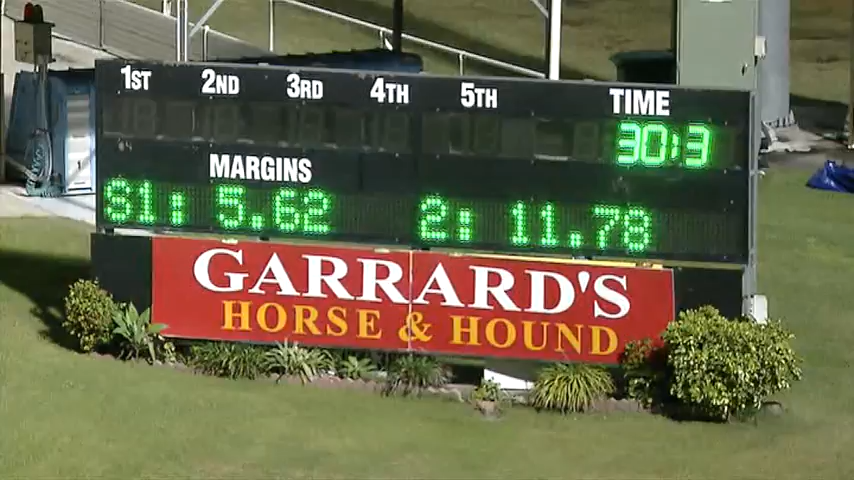 1ST 2ND 3RD 4TH 5TH TIME
30:3
MARGINS
S1: 5.62 2: 11.78
GARRARD'S
HORSE & HOUND